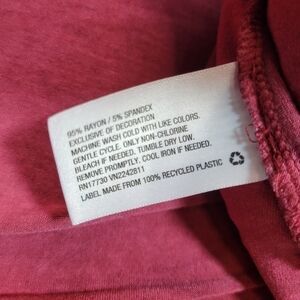 95% RAYON / 5% SPANDEX
EXCLUSIVE OF DECORATION
MACHINE WASH COLD WITH LIKE COLORS.
GENTLE CYCLE. ONLY NON-CHLORINE
BLEACH IF NEEDED. TUMBLE DRY LOW.
REMOVE PROMPTLY. COOL IRON IF NEEDED.
RN17730 VN2242811
LABEL MADE FROM 100% RECYCLED PLASTIC